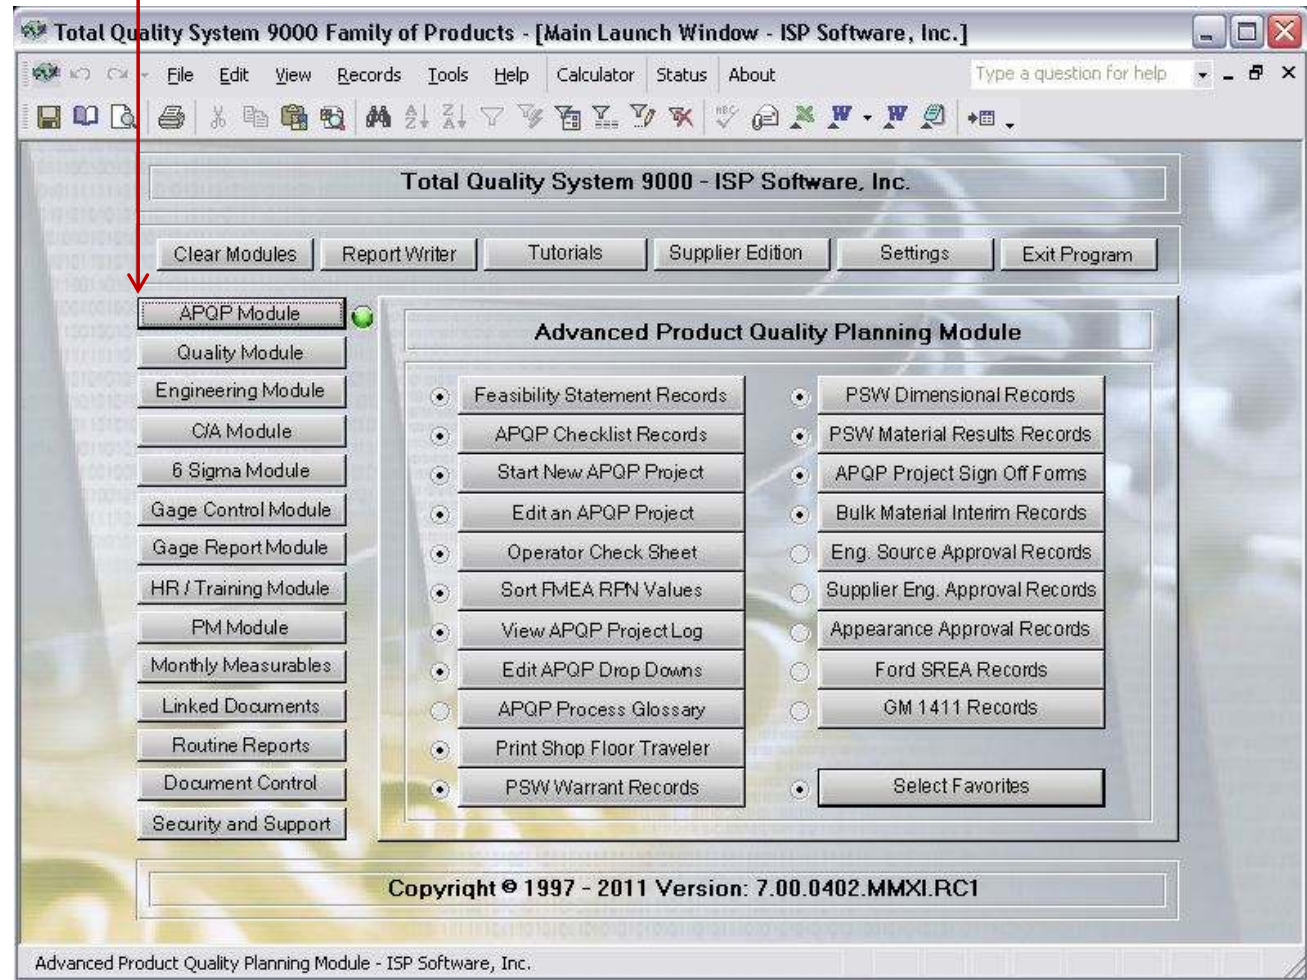 Total Quality System 9000 Family of Products - [Main Launch Window - ISP Software, Inc.]
File Edit View Records Tools Help Calculator Status About Type a question for help
Total Quality System 9000 - ISP Software, Inc.
Clear Modules Report Writer Tutorials Supplier Edition Settings Exit Program
APQP Module
Quality Module
Engineering Module
C/A Module
6 Sigma Module
Gage Control Module
Gage Report Module
HR / Training Module
PM Module
Monthly Measurables
Linked Documents
Routine Reports
Document Control
Security and Support
Advanced Product Quality Planning Module
Feasibility Statement Records
APQP Checklist Records
Start New APQP Project
Edit an APQP Project
Operator Check Sheet
Sort FMEA RPN Values
View APQP Project Log
Edit APQP Drop Downs
APQP Process Glossary
Print Shop Floor Traveler
PSW Warrant Records
PSW Dimensional Records
PSW Material Results Records
APQP Project Sign Off Forms
Bulk Material Interim Records
Eng. Source Approval Records
Supplier Eng. Approval Records
Appearance Approval Records
Ford SREA Records
GM 1411 Records
Select Favorites
Copyright © 1997 - 2011 Version: 7.00.0402.MMXI.RC1
Advanced Product Quality Planning Module - ISP Software, Inc.